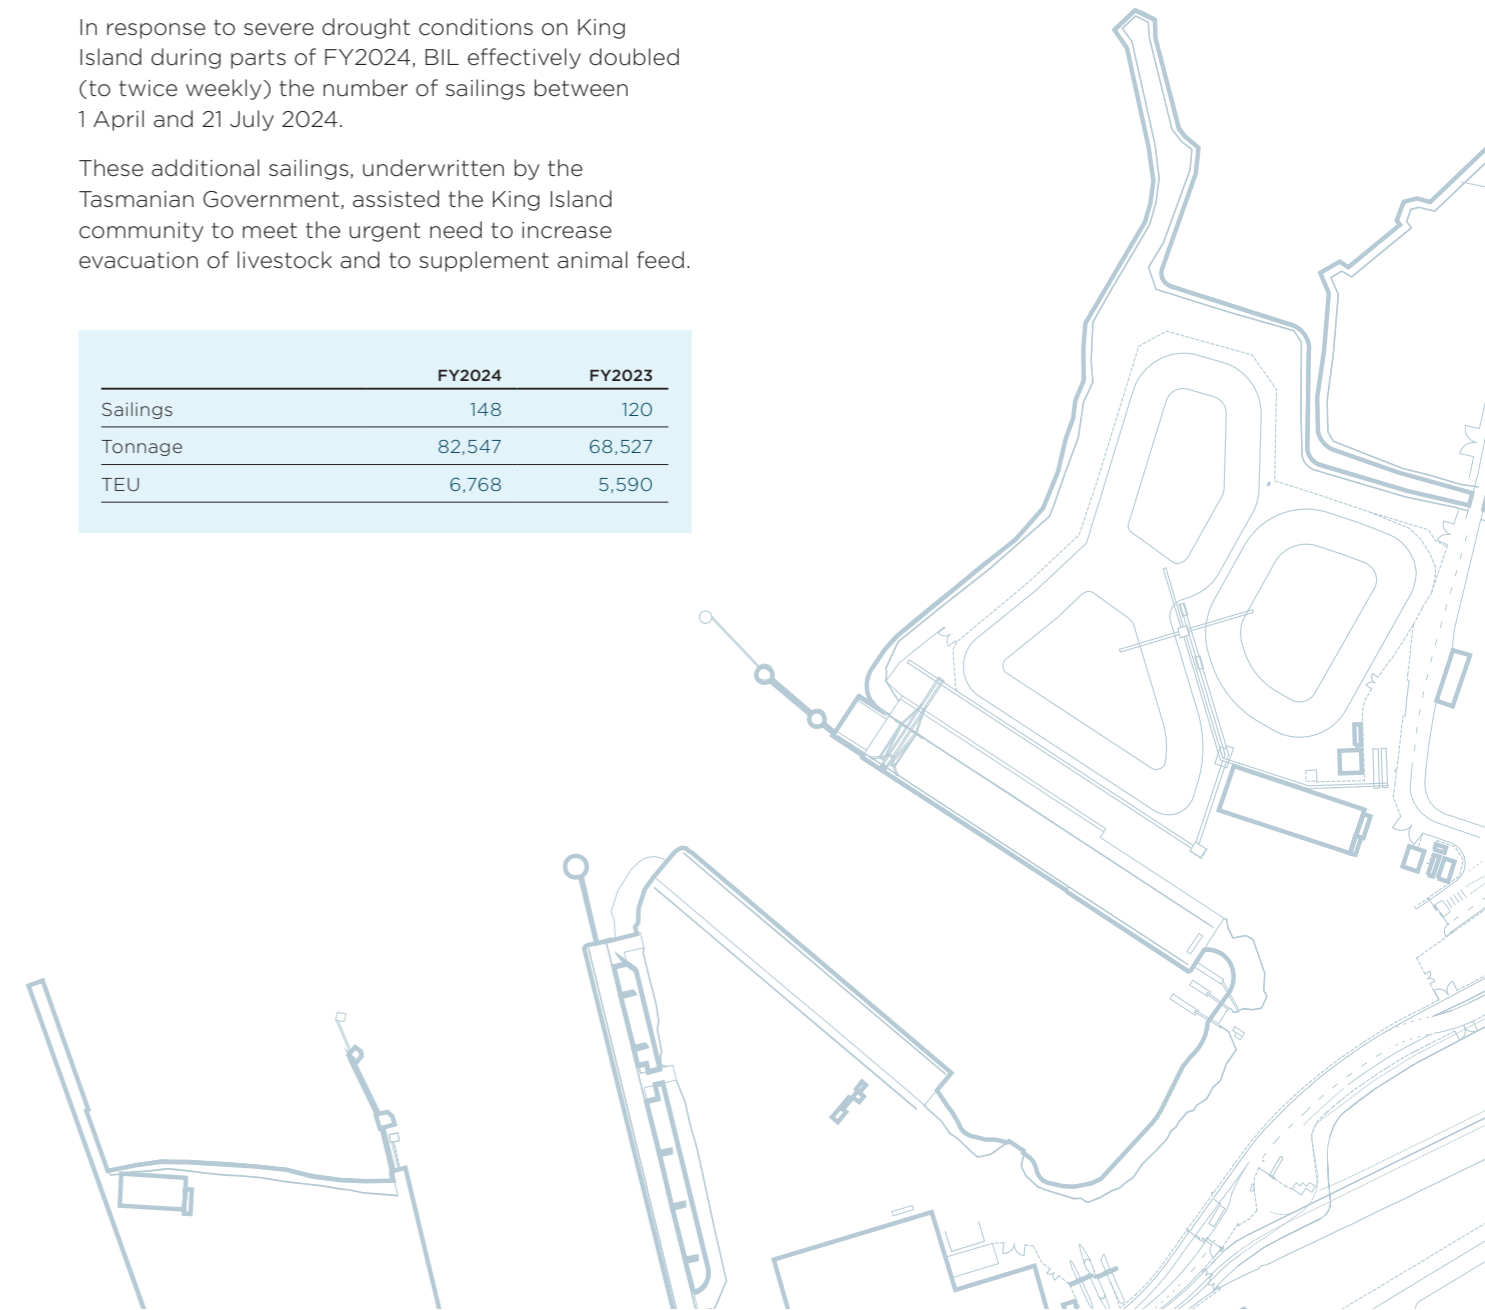 In response to severe drought conditions on King
Island during parts of FY2024, BIL effectively doubled
(to twice weekly) the number of sailings between
1 April and 21 July 2024.
These additional sailings, underwritten by the
Tasmanian Government, assisted the King Island
community to meet the urgent need to increase
evacuation of livestock and to supplement animal feed.
FY2024 FY2023
Sailings 148 120
Tonnage 82,547 68,527
TEU 6,768 5,590